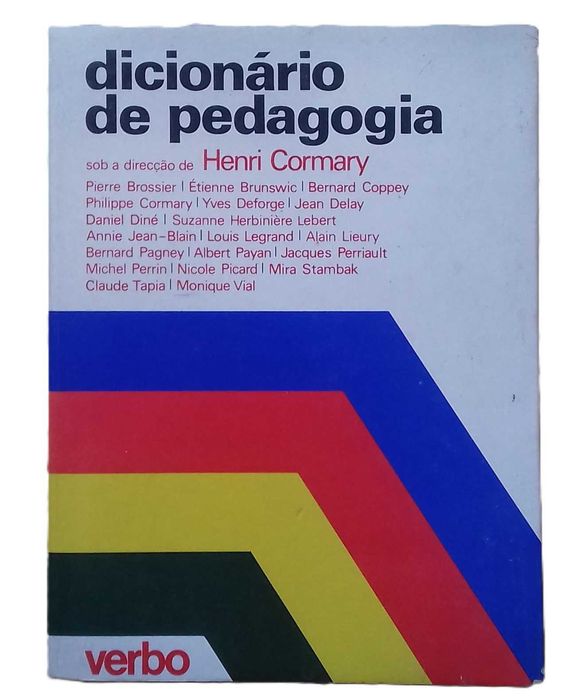 dicionário
de pedagogia
sob a direcção de Henri Cormary
Pierre Brossier | Étienne Brunswic | Bernard Coppey
Philippe Cormary | Yves Deforge | Jean Delay
Daniel Diné | Suzanne Herbinière Lebert
Annie Jean-Blain | Louis Legrand | Alain Lieury
Bernard Pagney | Albert Payan | Jacques Perriault
Michel Perrin | Nicole Picard | Mira Stambak
Claude Tapia | Monique Vial
verbo